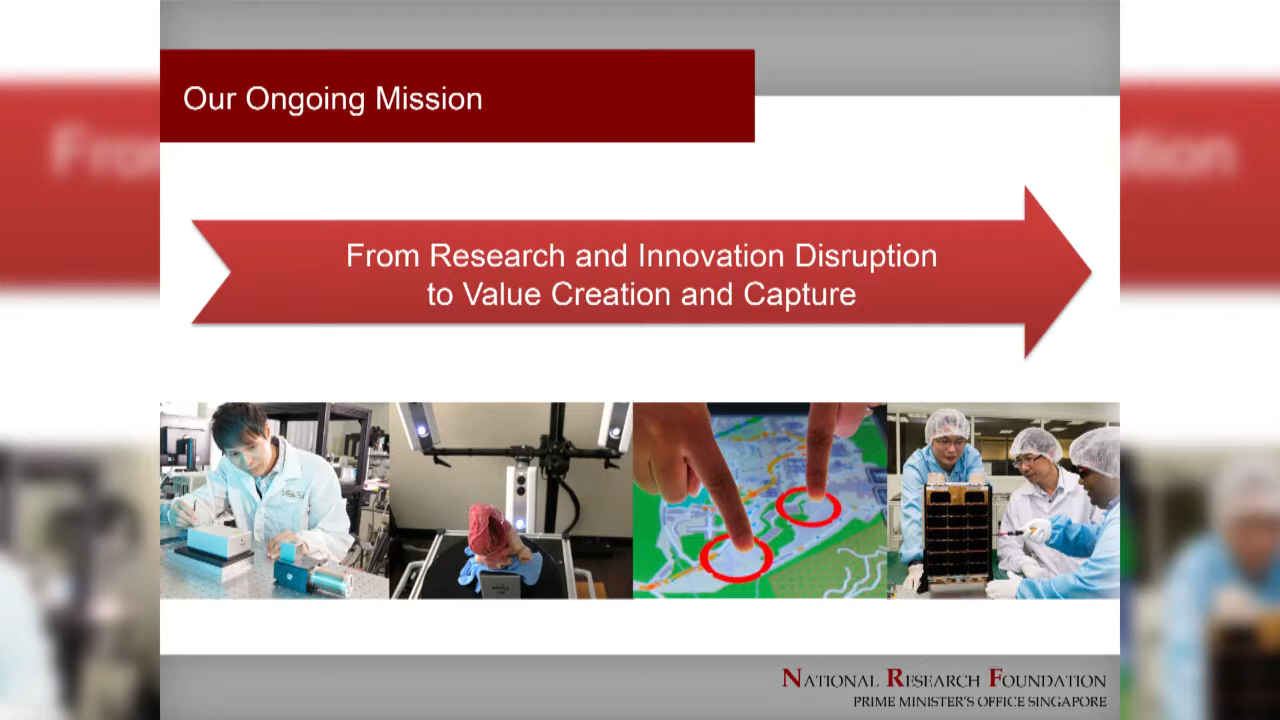 Our Ongoing Mission
From Research and Innovation Disruption
to Value Creation and Capture
NATIONAL RESEARCH FOUNDATION
PRIME MINISTER'S OFFICE SINGAPORE